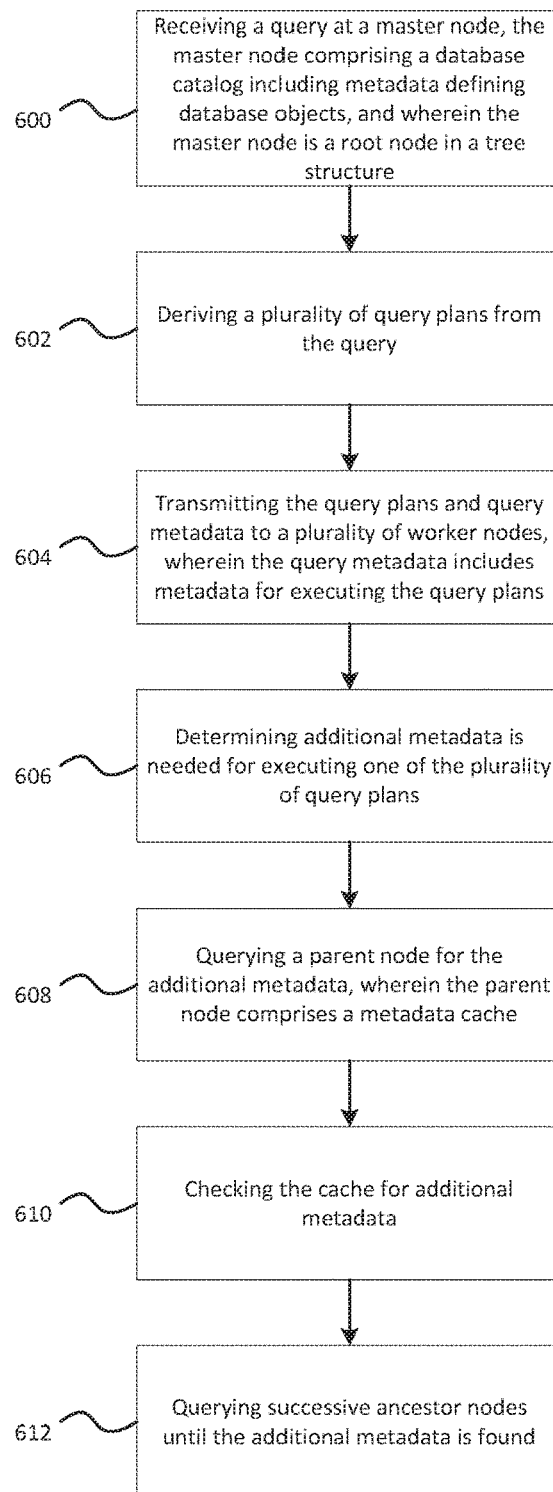 600
Receiving a query at a master node, the
master node comprising a database
catalog including metadata defining
database objects, and wherein the
master node is a root node in a tree
structure
602
Deriving a plurality of query plans from
the query
604
Transmitting the query plans and query
metadata to a plurality of worker nodes,
wherein the query metadata includes
metadata for executing the query plans
606
Determining additional metadata is
needed for executing one of the plurality
of query plans
608
Querying a parent node for the
additional metadata, wherein the parent
node comprises a metadata cache
610
Checking the cache for additional
metadata
612
Querying successive ancestor nodes
until the additional metadata is found